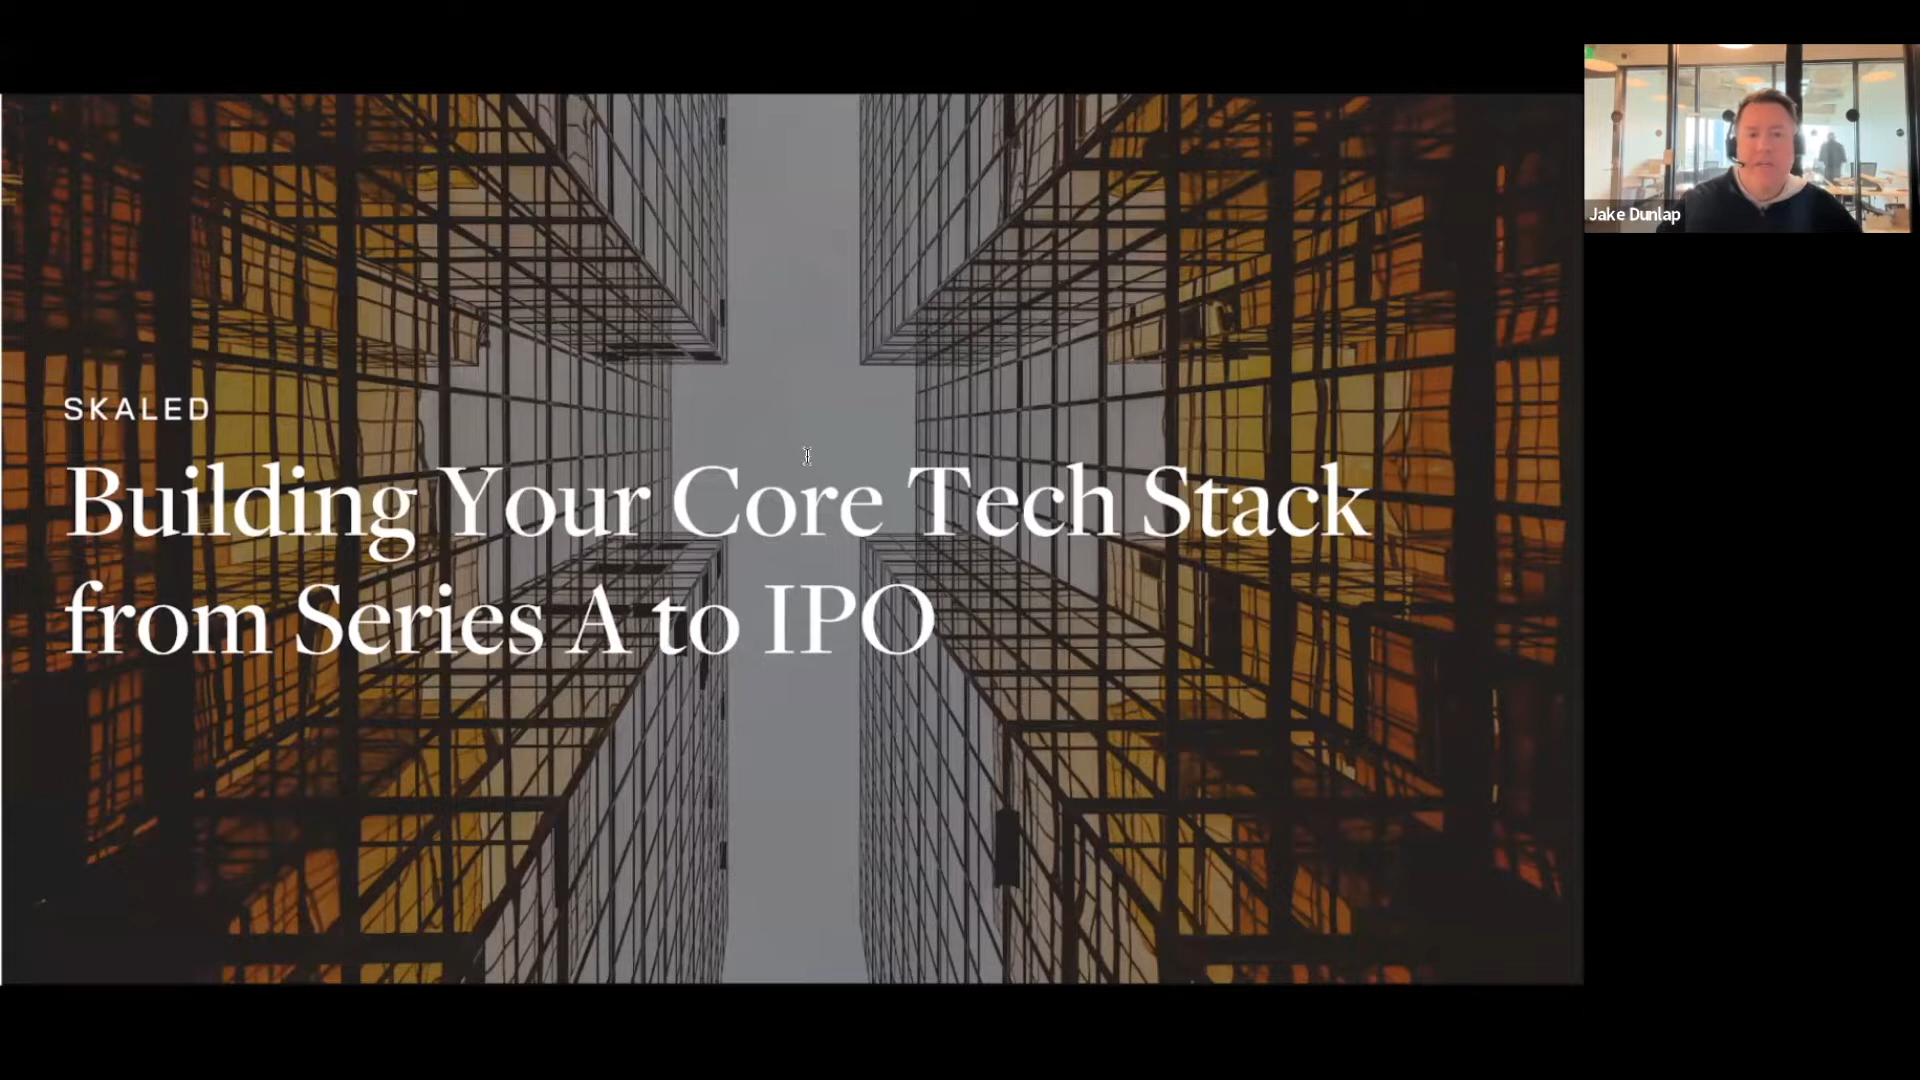 SKALED
Building Your Core Tech Stack
from Series A to IPO
Jake Dunlap